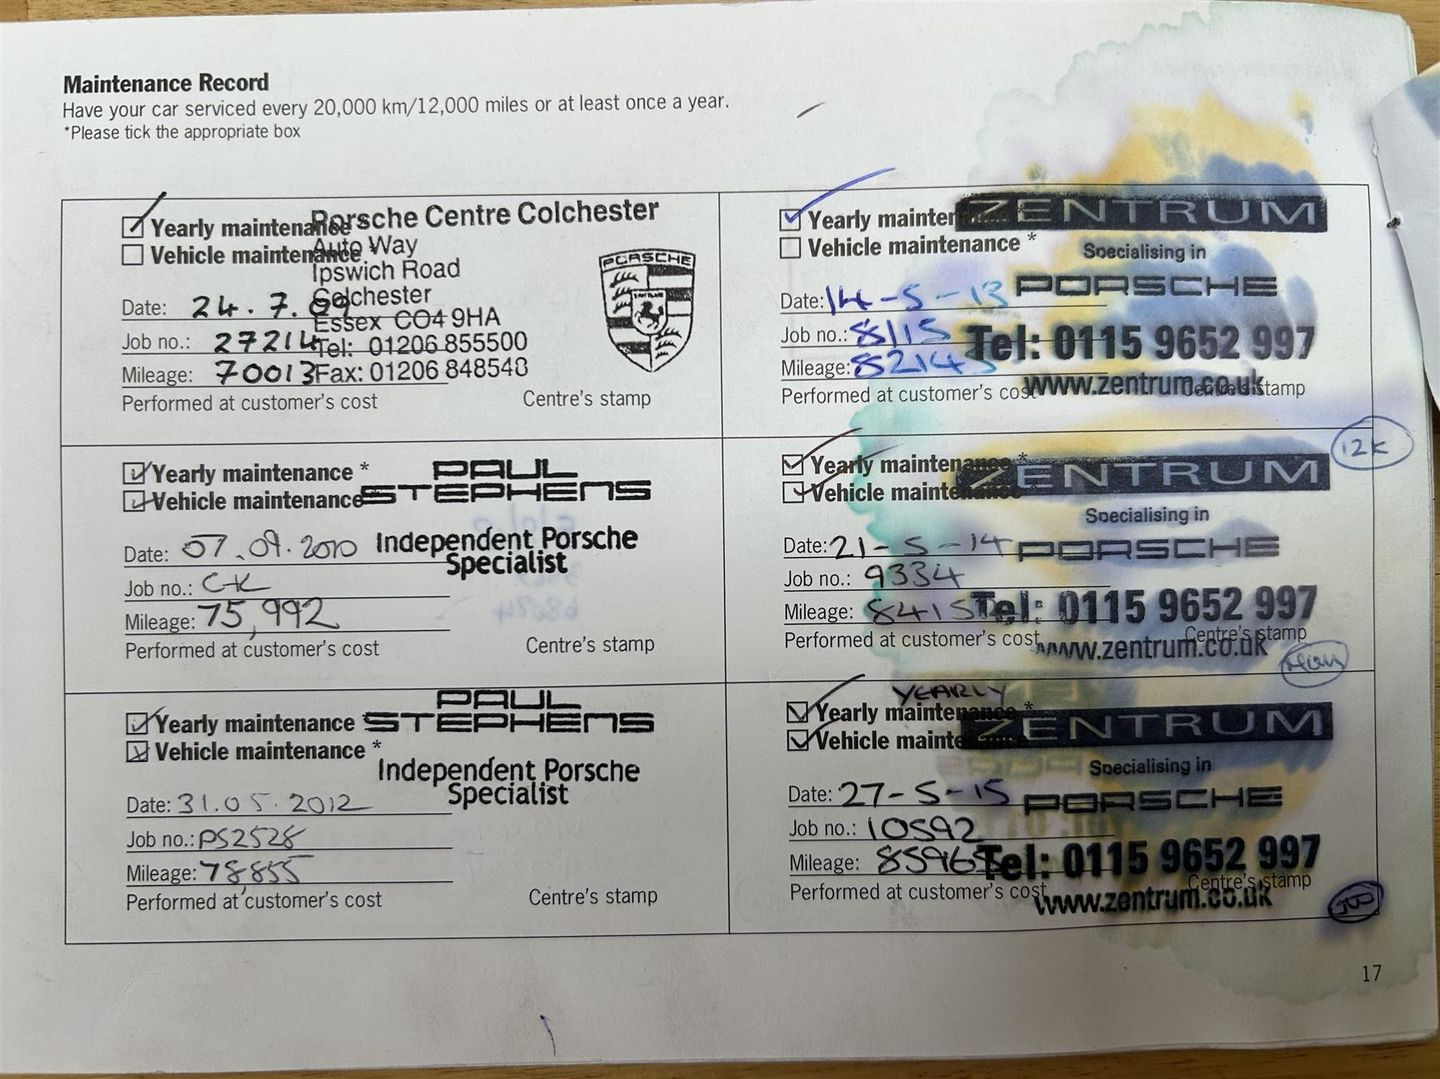 Maintenance Record
Have your car serviced every 20,000 km/12,000 miles or at least once a year.
*Please tick the appropriate box
Yearly maintenance *
Vehicle maintenance *
Porsche Centre Colchester
Auto Way
Ipswich Road
Colchester
Essex CO4 9HA
Tel: 01206 855500
Fax: 01206 848548
PORSCHE
Date: 24.7.09
Job no.: 27214
Mileage: 70013
Performed at customer's cost
Centre's stamp
Yearly maintenance *
Vehicle maintenance
PAUL
STEPHENS
Independent Porsche
Specialist
Date: 07.09.2010
Job no.: CK
Mileage: 75,992
Performed at customer's cost
Centre's stamp
Yearly maintenance
Vehicle maintenance *
PAUL
STEPHENS
Independent Porsche
Specialist
Date: 31.05.2012
Job no.: PS2528
Mileage: 78,855
Performed at customer's cost
Centre's stamp
Yearly maintenance *
Vehicle maintenance *
ZENTRUM
Specialising in
PORSCHE
Tel: 0115 9652 997
www.zentrum.co.uk
Date: 14-5-13
Job no.: 8115
Mileage: 82145
Performed at customer's cost
Centre's stamp
12K
Yearly maintenance *
Vehicle maintenance
ZENTRUM
Specialising in
PORSCHE
Tel: 0115 9652 997
www.zentrum.co.uk
Date: 21-5-14
Job no.: 9334
Mileage: 8415
Performed at customer's cost
Centre's stamp
YEARLY
Yearly maintenance *
Vehicle maintenance
ZENTRUM
Specialising in
PORSCHE
Tel: 0115 9652 997
www.zentrum.co.uk
Date: 27-5-15
Job no.: 10592
Mileage: 85965
Performed at customer's cost
Centre's stamp
17